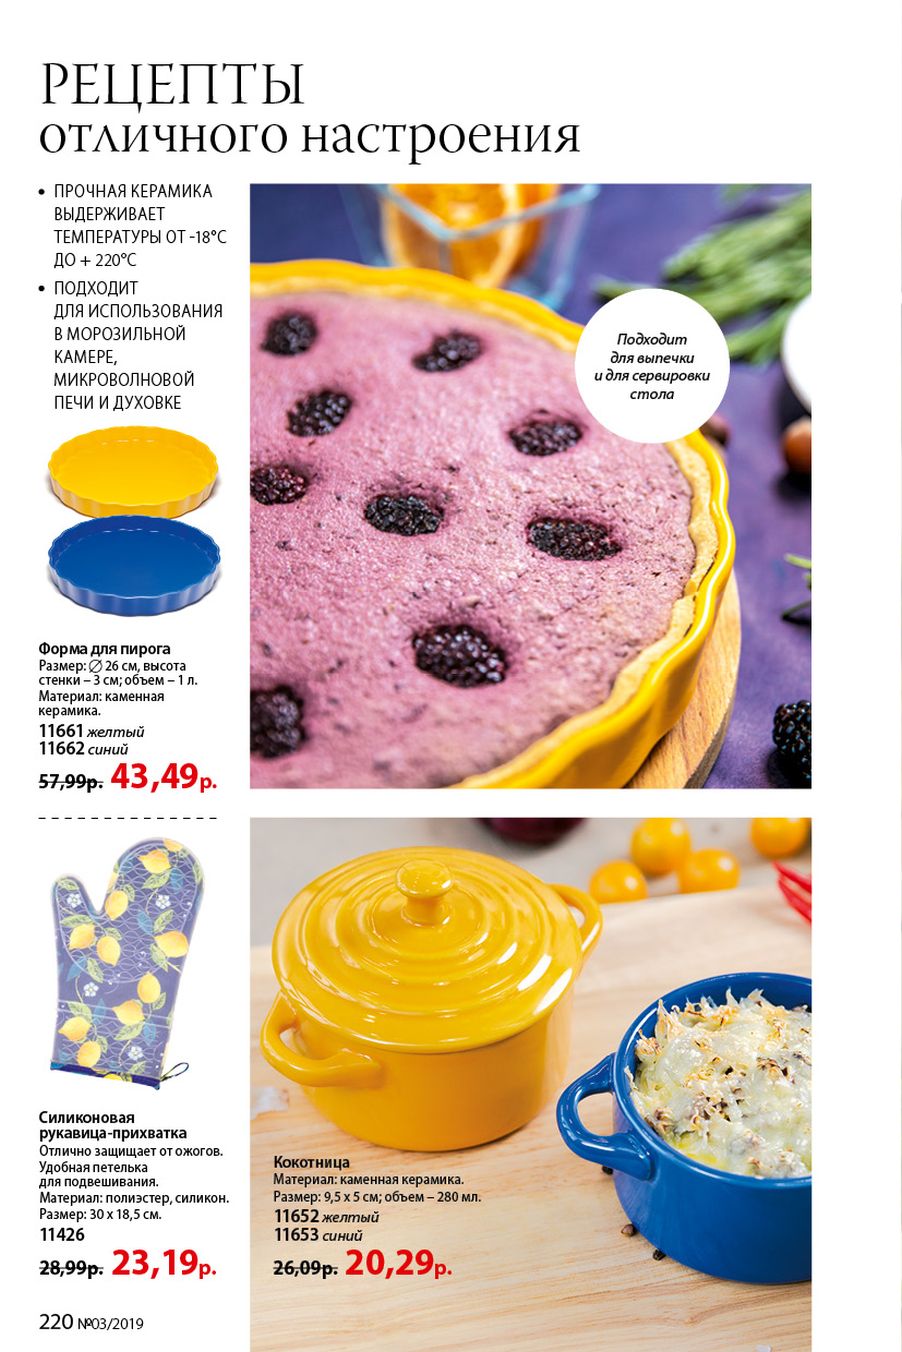 РЕЦЕПТЫ
отличного настроения
• ПРОЧНАЯ КЕРАМИКА
ВЫДЕРЖИВАЕТ
ТЕМПЕРАТУРЫ ОТ -18°C
ДО + 220°C
• ПОДХОДИТ
ДЛЯ ИСПОЛЬЗОВАНИЯ
В МОРОЗИЛЬНОЙ
КАМЕРЕ,
МИКРОВОЛНОВОЙ
ПЕЧИ И ДУХОВКЕ
Подходит
для выпечки
и для сервировки
стола
Форма для пирога
Размер: ∅ 26 см, высота
стенки – 3 см; объем – 1 л.
Материал: каменная
керамика.
11661 желтый
11662 синий
57,99р. 43,49р.
Силиконовая
рукавица-прихватка
Отлично защищает от ожогов.
Удобная петелька
для подвешивания.
Материал: полиэстер, силикон.
Размер: 30 x 18,5 см.
11426
28,99р. 23,19р.
Кокотница
Материал: каменная керамика.
Размер: 9,5 x 5 см; объем – 280 мл.
11652 желтый
11653 синий
26,09р. 20,29р.
220 №03/2019